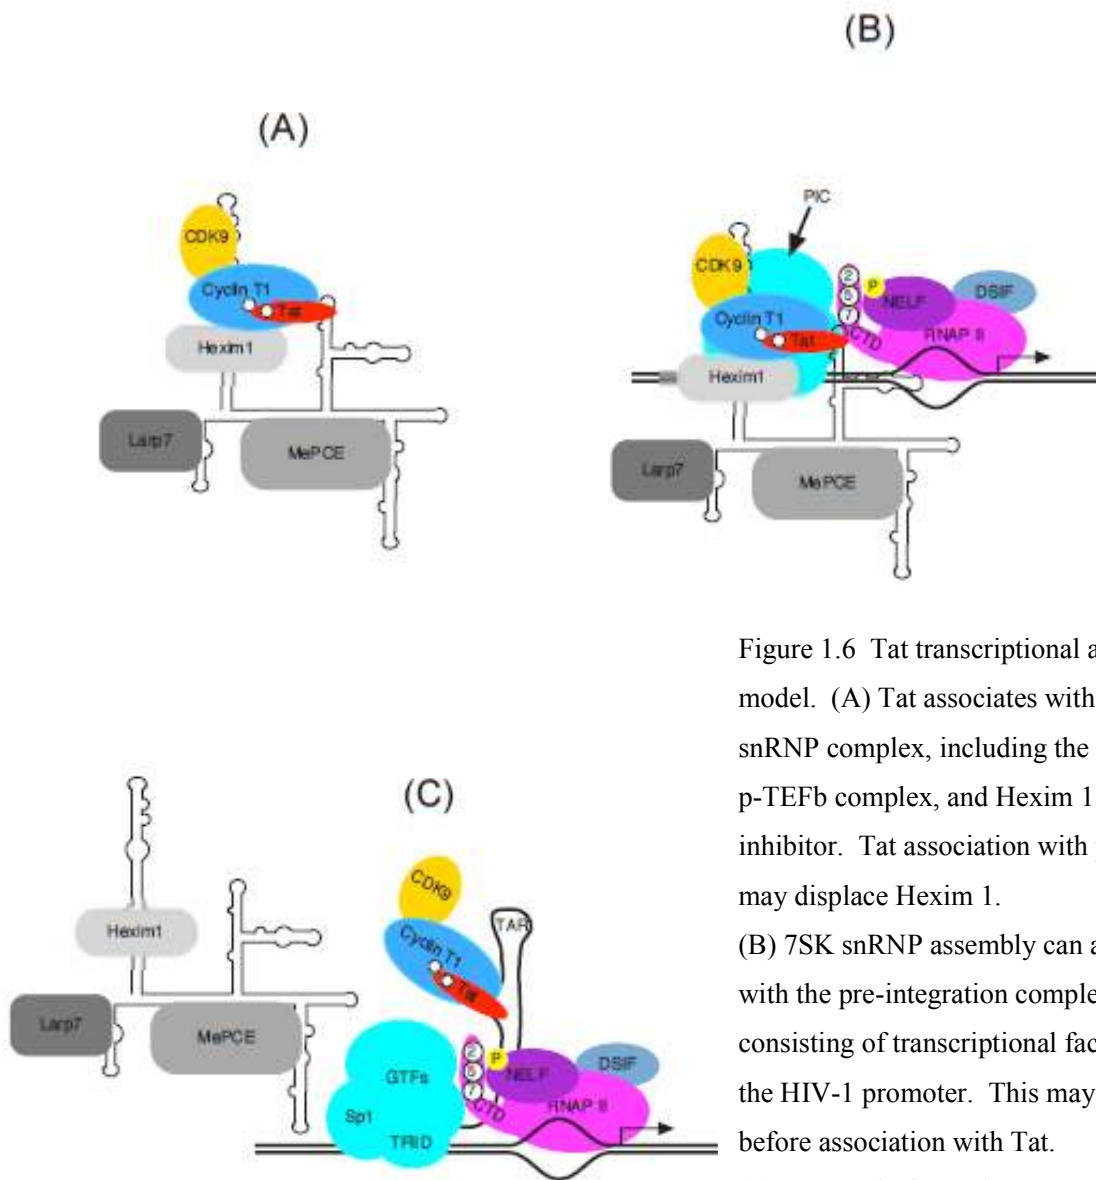 (A)
CDK9
Cyclin T1
Tat
Hexim1
Larp7
MePCE
(B)
PIC
CDK9
Cyclin T1
Tat
Hexim1
Larp7
MePCE
2
5
7
CTD
P
NELF
DSIF
RNAP II
(C)
Hexim1
Larp7
MePCE
CDK9
Cyclin T1
Tat
TAR
GTFs
Sp1
TRID
2
5
7
CTD
P
NELF
DSIF
RNAP II
Figure 1.6 Tat transcriptional a
model. (A) Tat associates with
snRNP complex, including the
p-TEFb complex, and Hexim 1
inhibitor. Tat association with
may displace Hexim 1.
(B) 7SK snRNP assembly can a
with the pre-integration comple
consisting of transcriptional fac
the HIV-1 promoter. This may
before association with Tat.